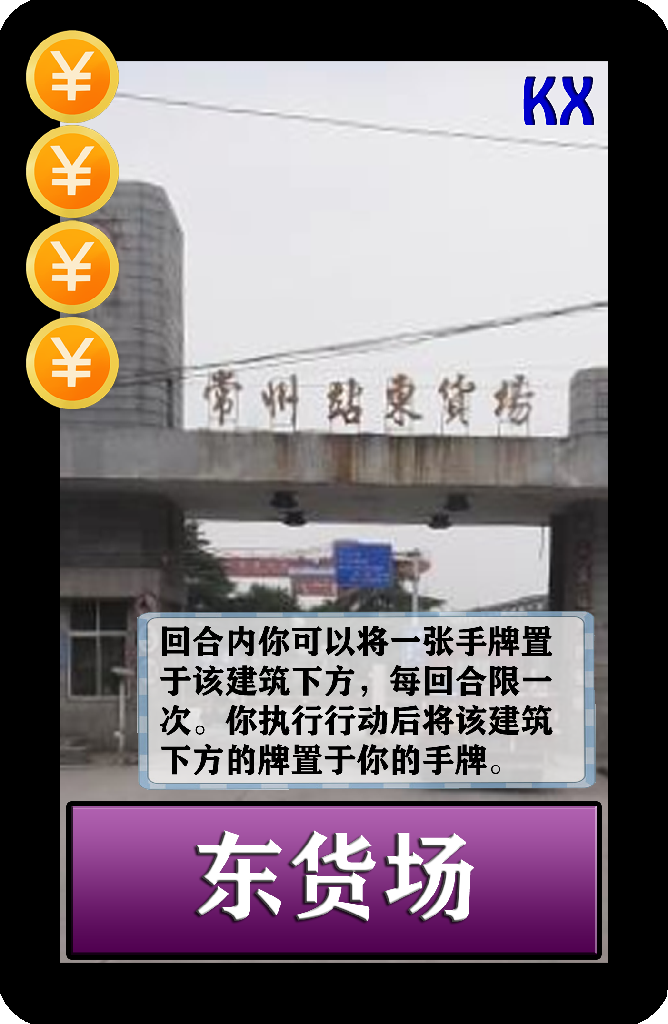 ¥
¥
¥
¥
KX
常州站東货场
回合内你可以将一张手牌置
于该建筑下方，每回合限一
次。你执行行动后将该建筑
下方的牌置于你的手牌。
东货场